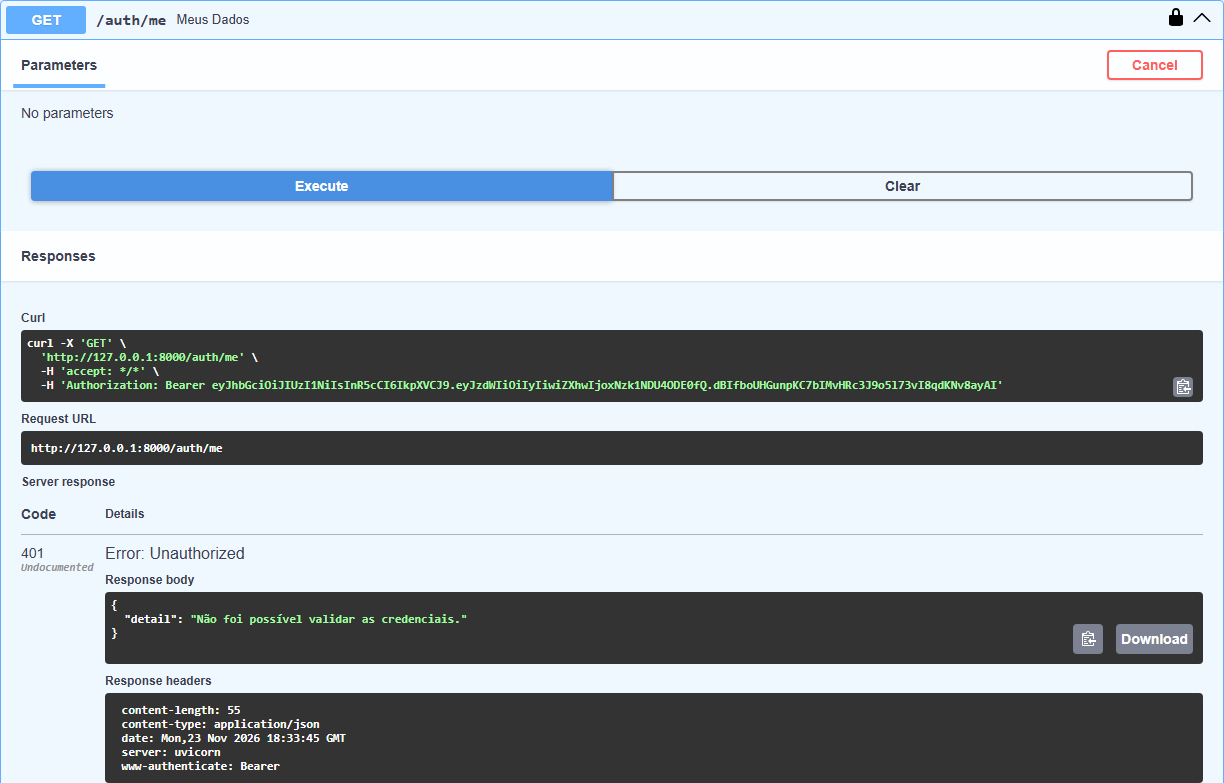 GET /auth/me Meus Dados
Parameters
Cancel
No parameters
Execute
Clear
Responses
Curl
curl -X 'GET' \
'http://127.0.0.1:8000/auth/me' \
-H 'accept: */*' \
-H 'Authorization: Bearer eyJhbGciOiJIUzI1NiIsInR5cCI6IkpXVCJ9.eyJzdWIiOiIyIiwiZXhwIjoxNzk1NDU4ODE0fQ.dBIfboUHGunpKC7bIMvHRc3J9o5l73vI8qdKNv8ayAI'
Request URL
http://127.0.0.1:8000/auth/me
Server response
Code
Details
401
Undocumented
Error: Unauthorized
Response body
{
"detail": "Não foi possível validar as credenciais."
}
Download
Response headers
content-length: 55
content-type: application/json
date: Mon,23 Nov 2026 18:33:45 GMT
server: uvicorn
www-authenticate: Bearer